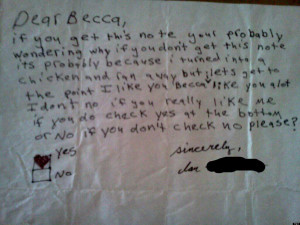 Dear Becca,
if you get this note your probably
wondering why if you don't get this note
its probily because i turned into a
chicken and ran away but, lets get to
the point I like you Becca, like you alot
I don't no if you really like me
if you do check yes at the bottom
or No if you don't check no please?
Yes
No
sincerely,